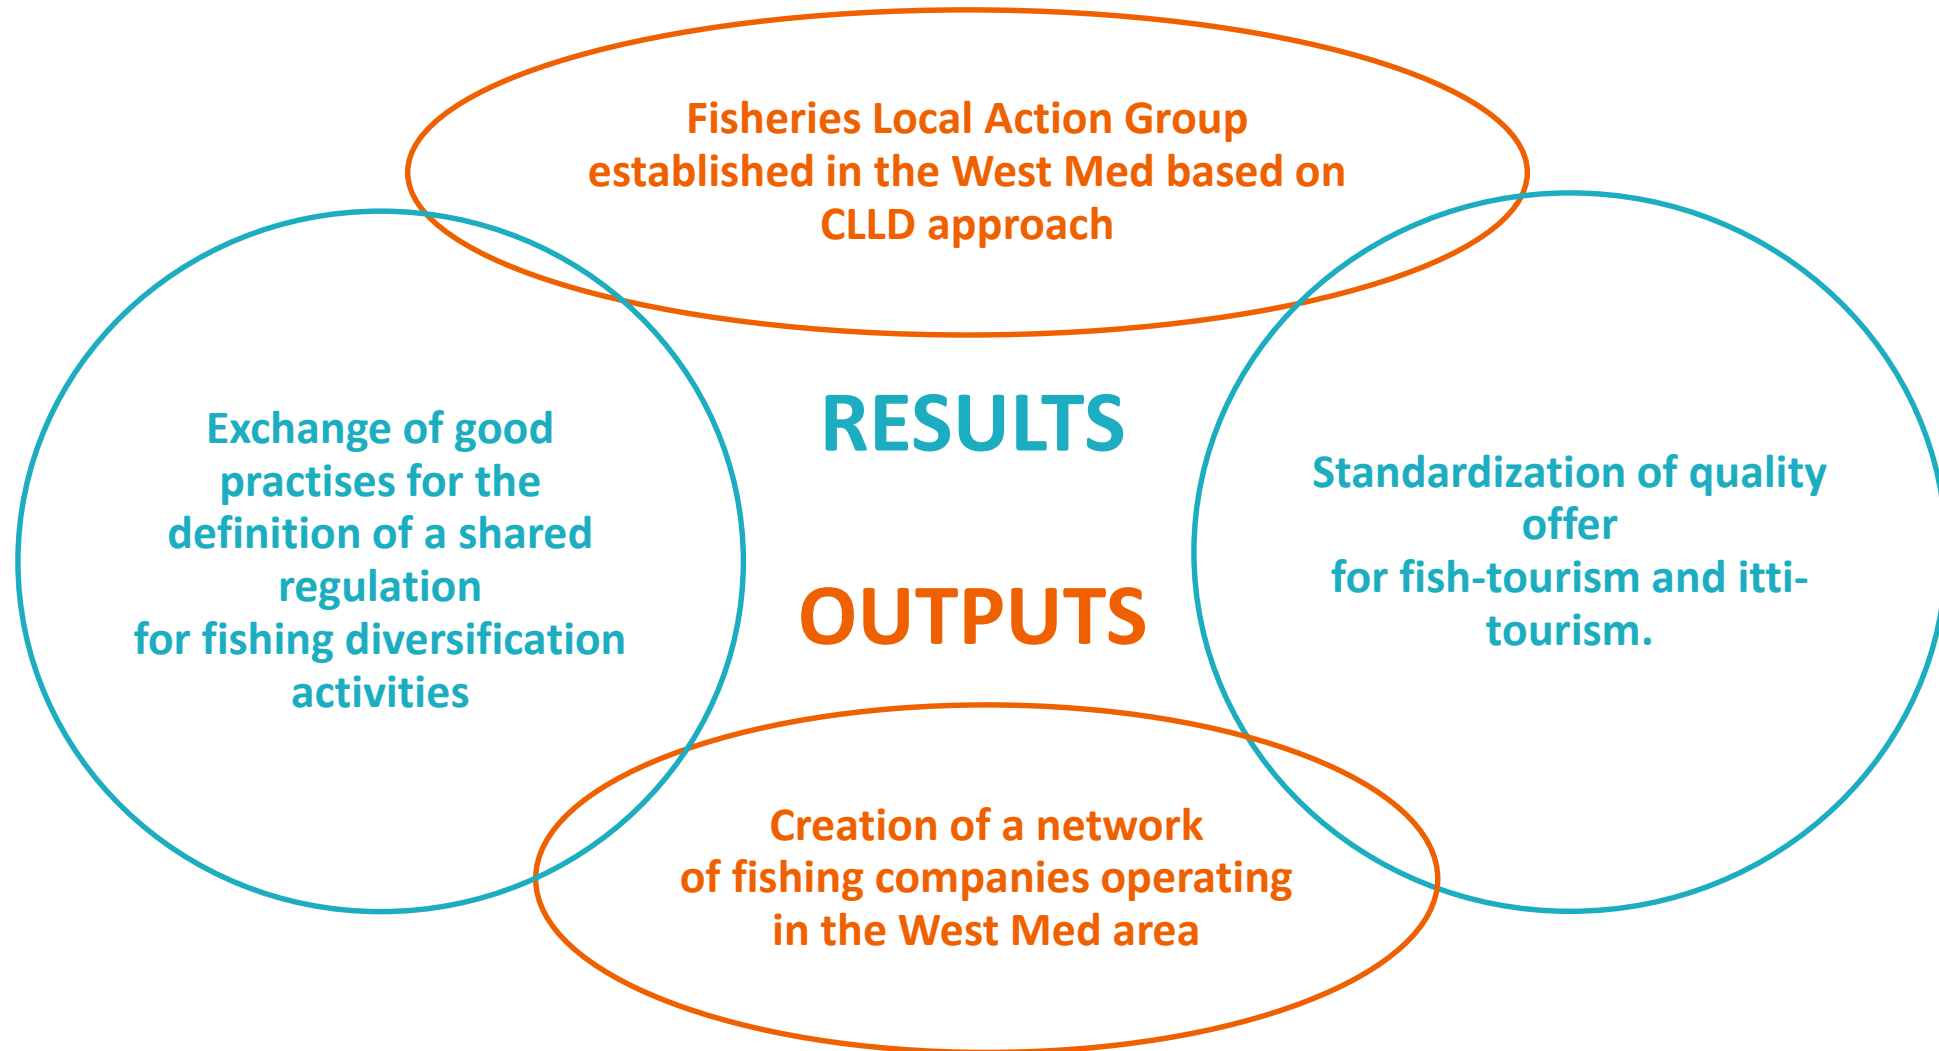 Fisheries Local Action Group
established in the West Med based on
CLLD approach
Exchange of good
practises for the
definition of a shared
regulation
for fishing diversification
activities
RESULTS
OUTPUTS
Standardization of quality
offer
for fish-tourism and itti-
tourism.
Creation of a network
of fishing companies operating
in the West Med area